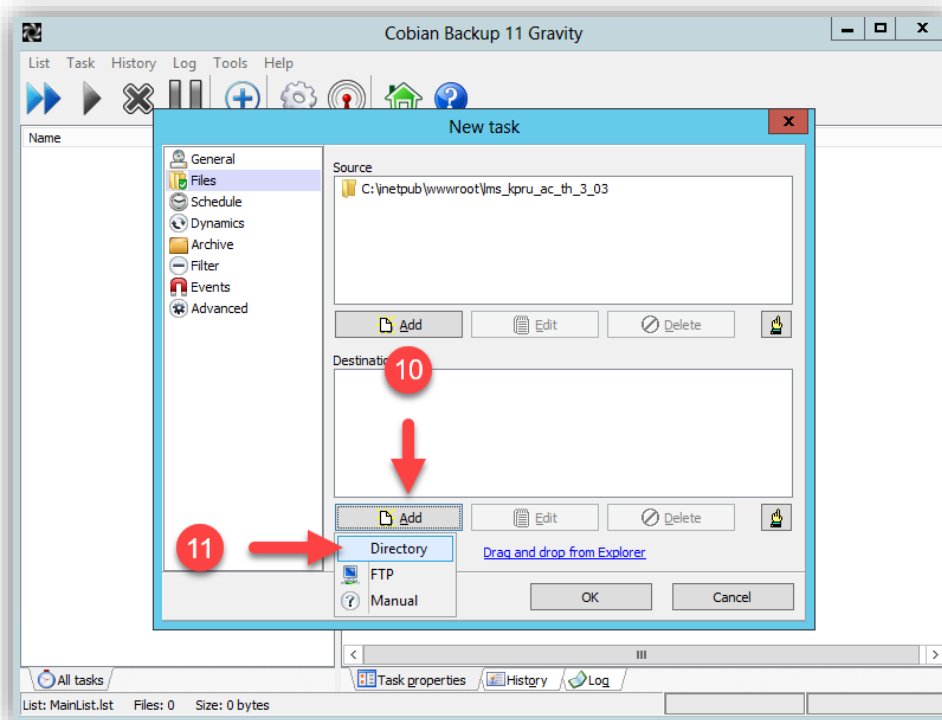 Cobian Backup 11 Gravity
List Task History Log Tools Help
Name
New task
General
Files
Schedule
Dynamics
Archive
Filter
Events
Advanced
Source
C:\inetpub\wwwroot\lms_kpru_ac_th_3_03
Add Edit Delete
Destination
10
Add Edit Delete
11
Directory
FTP
Manual
Drag and drop from Explorer
OK Cancel
All tasks
Task properties History Log
List: MainList.lst Files: 0 Size: 0 bytes